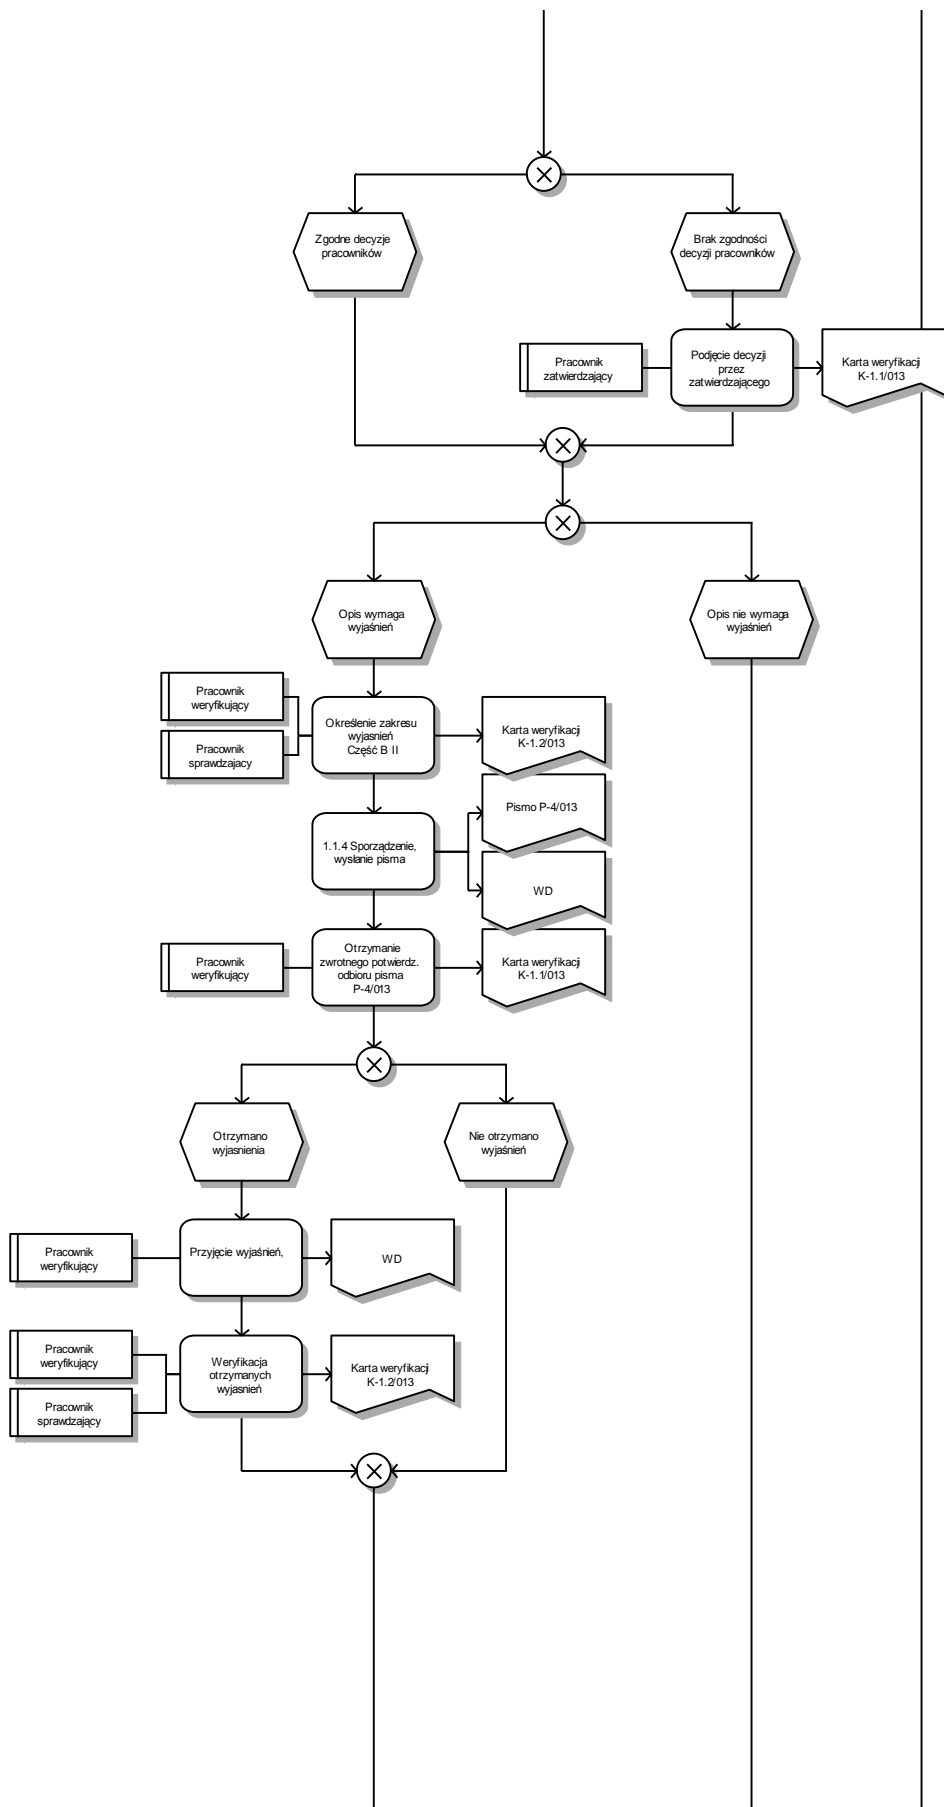 Zgodne decyzje
pracowników
Brak zgodności
decyzji pracowników
Pracownik
zatwierdzający
Podjęcie decyzji
przez
zatwierdzającego
Karta weryfikacji
K-1.1/013
Opis wymaga
wyjaśnień
Opis nie wymaga
wyjaśnień
Pracownik
weryfikujący
Pracownik
sprawdzajacy
Określenie zakresu
wyjasnień
Część B II
Karta weryfikacji
K-1.2/013
1.1.4 Sporządzenie,
wysłanie pisma
Pismo P-4/013
WD
Pracownik
weryfikujący
Otrzymanie
zwrotnego potwierdz.
odbioru pisma
P-4/013
Karta weryfikacji
K-1.1/013
Otrzymano
wyjasnienia
Nie otrzymano
wyjaśnień
Pracownik
weryfikujący
Przyjęcie wyjaśnień,
WD
Pracownik
weryfikujący
Pracownik
sprawdzający
Weryfikacja
otrzymanych
wyjasnień
Karta weryfikacji
K-1.2/013